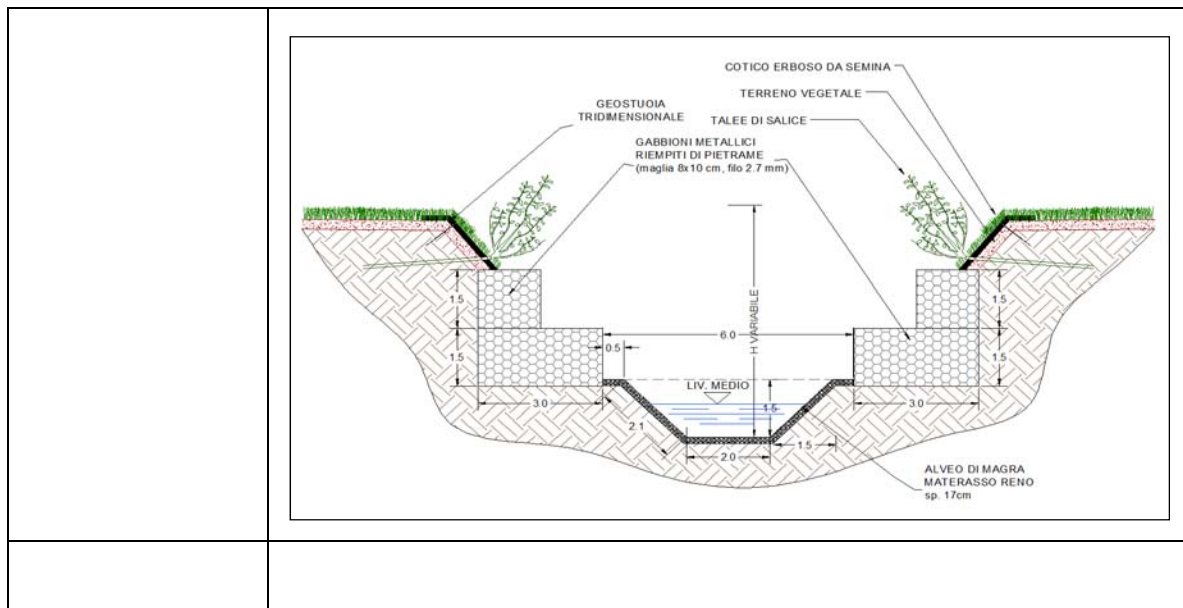 COTICO ERBOSO DA SEMINA
TERRENO VEGETALE
GEOSTUOIA
TRIDIMENSIONALE
TALEE DI SALICE
GABBIONI METALLICI
RIEMPITI DI PIETRAME
(maglia 8x10 cm, filo 2.7 mm)
1.5
1.5
H VARIABILE
6.0
0.5
1.5
1.5
LIV. MEDIO
3.0
1.5
3.0
2.1
2.0
1.5
ALVEO DI MAGRA
MATERASSO RENO
sp. 17cm